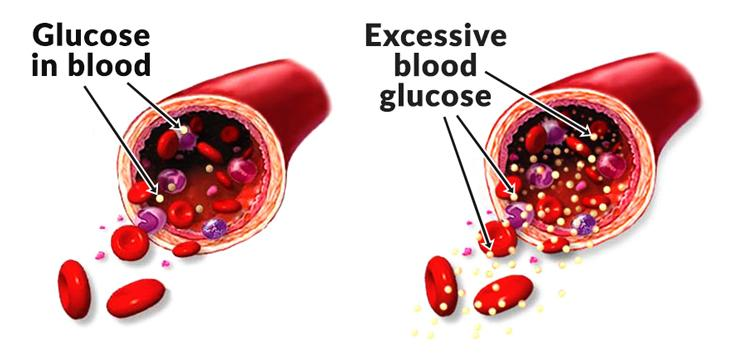 Glucose
in blood
Excessive
blood
glucose